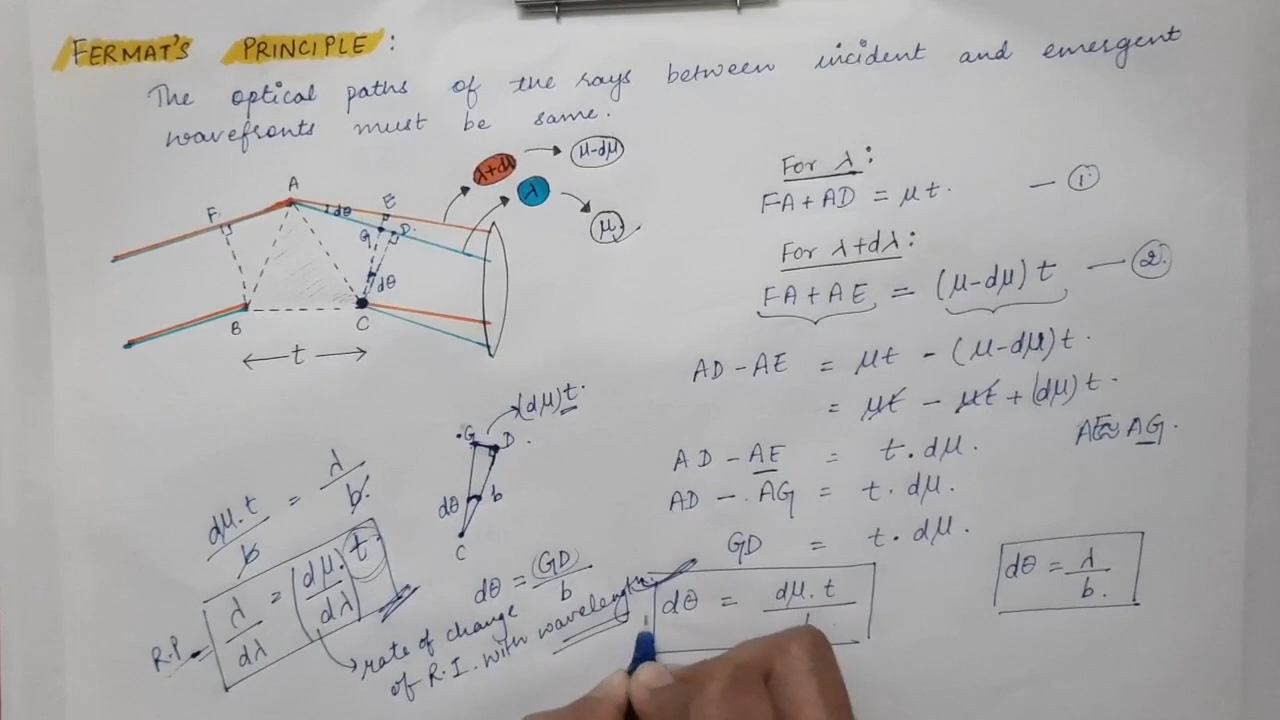 FERMAT'S PRINCIPLE:
The optical paths of the rays between incident and emergent
wavefronts must be same.
λ+dλ → μ-dμ
λ
μ
A
F
dθ
E
G
D
dθ
B
C
t
For λ:
FA + AD = μt. — ①
For λ+dλ:
FA + AE = (μ-dμ) t — ②
AD - AE = μt - (μ-dμ) t.
= μt - μt + (dμ) t.
AD - AE = t.dμ.
AE ≈ AG.
AD - AG = t.dμ.
GD = t.dμ.
dθ = dμ.t /
dθ = λ / b.
(dμ)t.
G D
dθ b
C
dθ = GD / b
dμ.t / b = λ / b.
R.P = λ / dλ = (dμ / dλ) t
rate of change
of R.I. with wavelength.